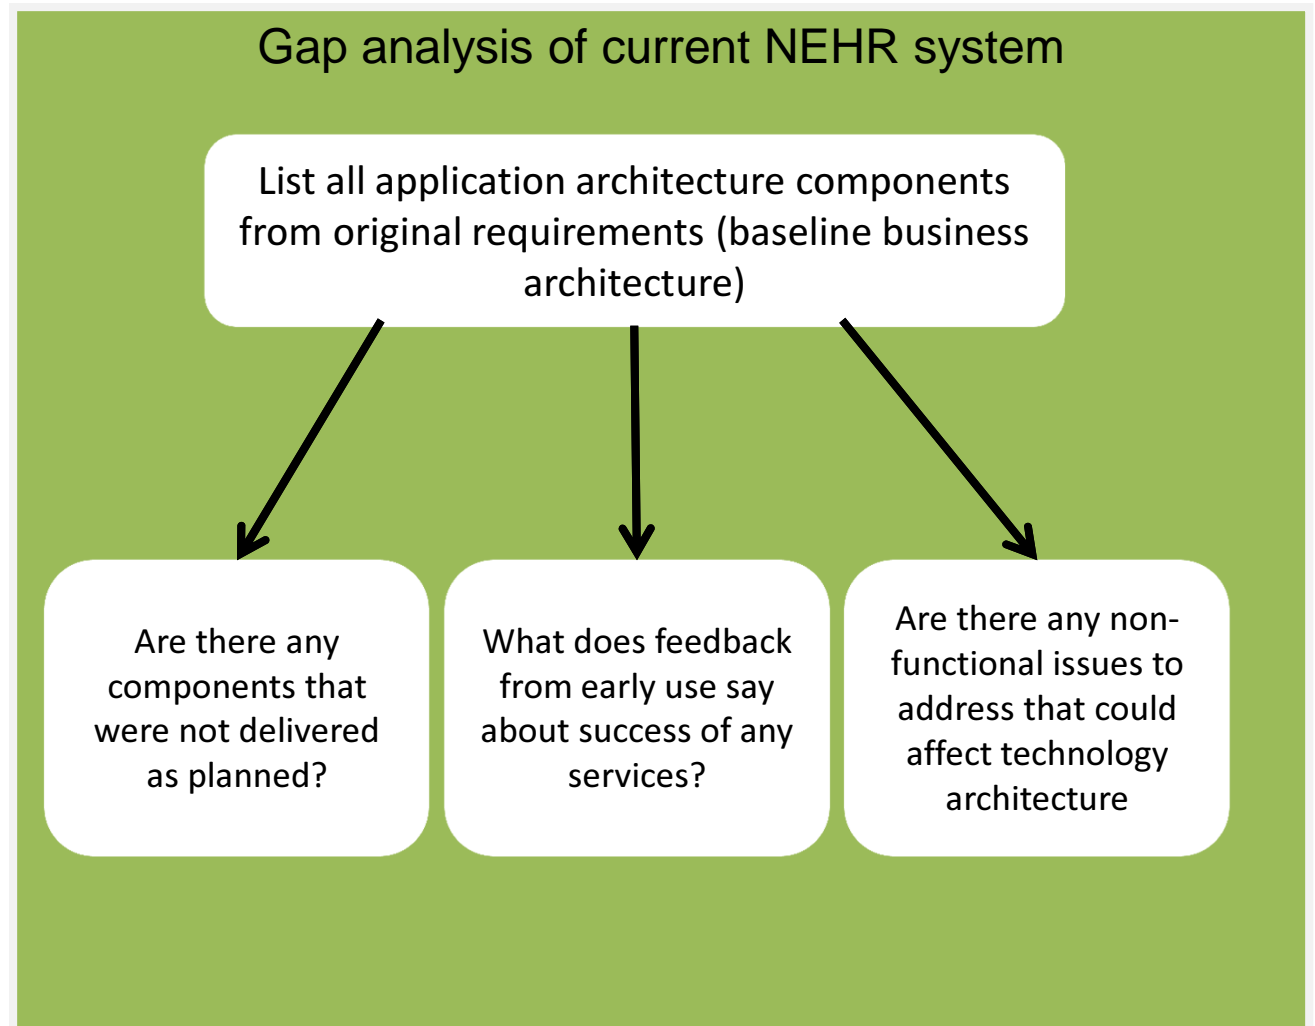 Gap analysis of current NEHR system
List all application architecture components
from original requirements (baseline business
architecture)
Are there any
components that
were not delivered
as planned?
What does feedback
from early use say
about success of any
services?
Are there any non-
functional issues to
address that could
affect technology
architecture